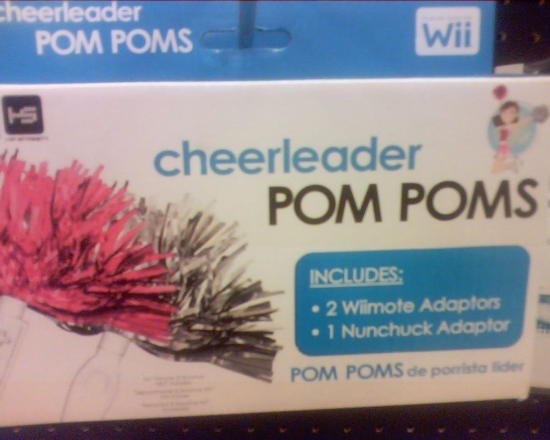 cheerleader
POM POMS
Wii
HS
cheerleader
POM POMS
INCLUDES:
• 2 Wiimote Adaptors
• 1 Nunchuck Adaptor
POM POMS de porrista lider